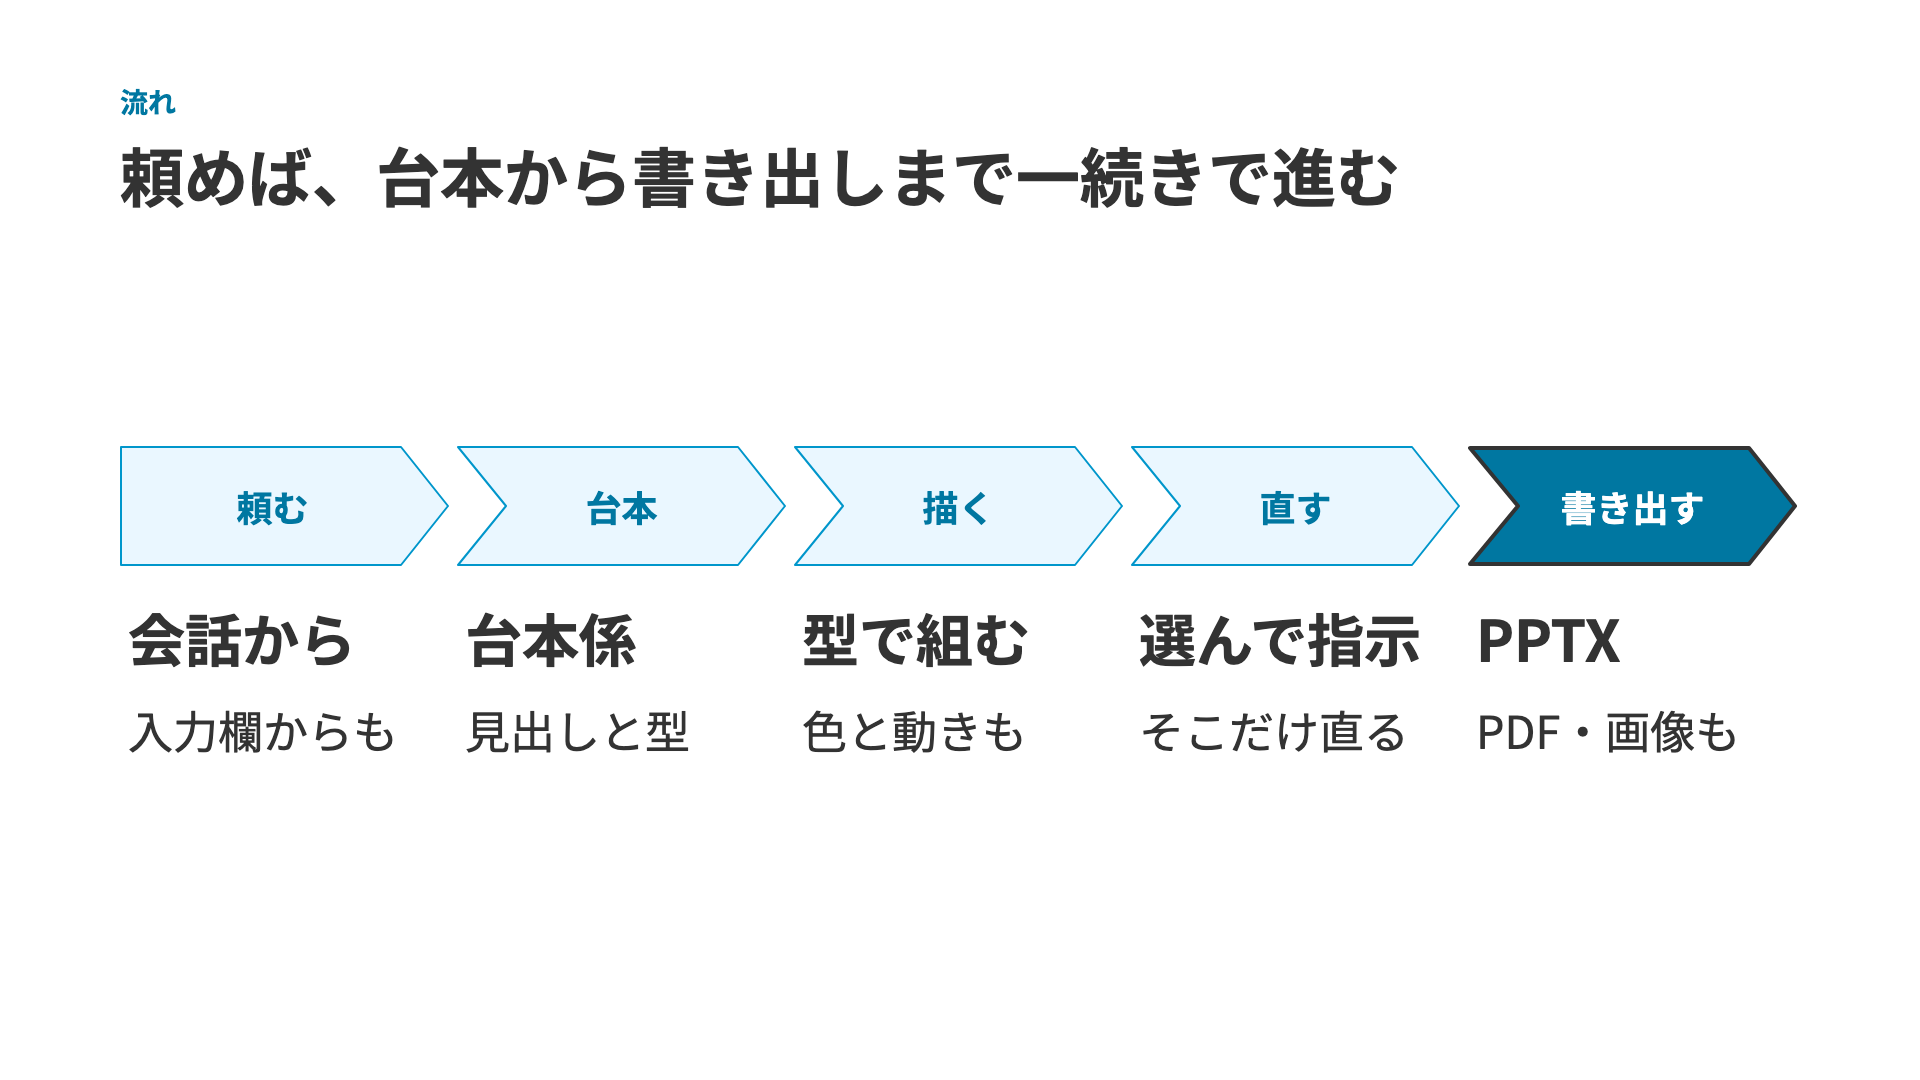 流れ
頼めば、台本から書き出しまで一続きで進む
頼む
台本
描く
直す
書き出す
会話から
台本係
型で組む
選んで指示
PPTX
入力欄からも
見出しと型
色と動きも
そこだけ直る
PDF・画像も